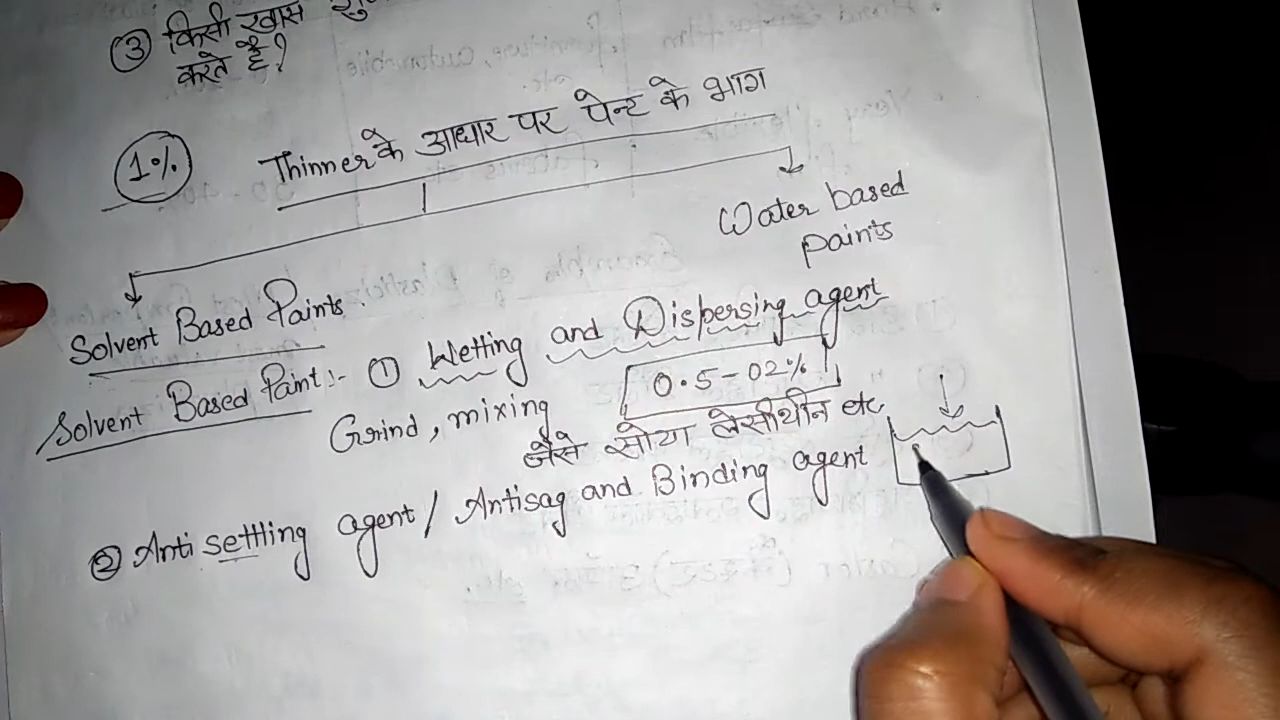 ③ किसी खास
करते है?
1% Thinner के आधार पर पेन्ट के भाग
Water based
paints
Solvent Based Paints.
Solvent Based Paint:- ① Wetting and Dispersing agent
Grind, mixing 0.5-02%
जैसे सोया लेसीथीन etc
② Anti settling agent/ Antisag and Binding agent